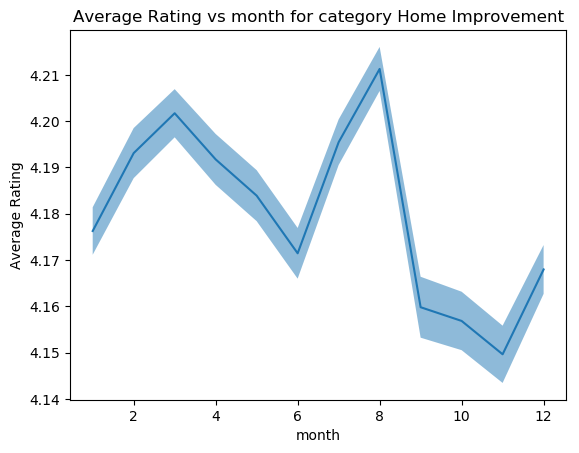 Average Rating vs month for category Home Improvement
Average Rating
4.21
4.20
4.19
4.18
4.17
4.16
4.15
4.14
2 4 6 8 10 12
month